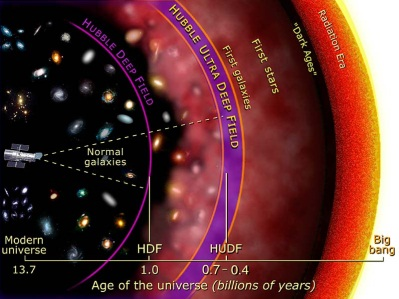 HUBBLE DEEP FIELD
HUBBLE ULTRA DEEP FIELD
First galaxies
First stars
"Dark Ages"
Radiation Era
Normal
galaxies
Modern
universe
HDF
HUDF
Big
bang
13.7
1.0
0.7 - 0.4
Age of the universe (billions of years)